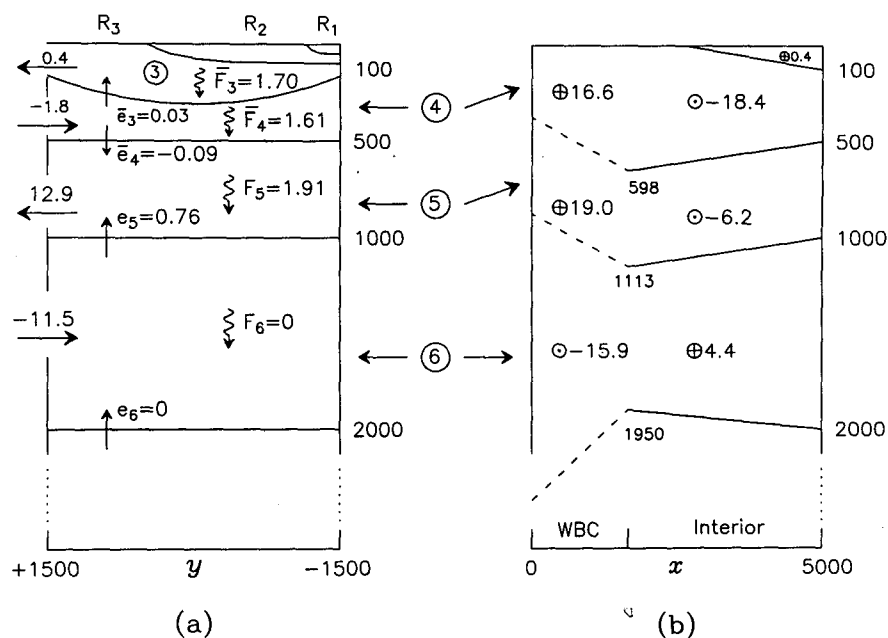 R₃ R₂ R₁
0.4
③
F̄₃=1.70
100
ē₃=0.03
-1.8
F̄₄=1.61
500
ē₄=-0.09
12.9
F₅=1.91
e₅=0.76
1000
-11.5
F₆=0
e₆=0
2000
+1500 y -1500
(a)
④
⑤
⑥
⊕0.4
100
⊕16.6
⊙-18.4
500
598
⊕19.0
⊙-6.2
1000
1113
⊙-15.9
⊕4.4
1950
2000
WBC Interior
0 x 5000
(b)